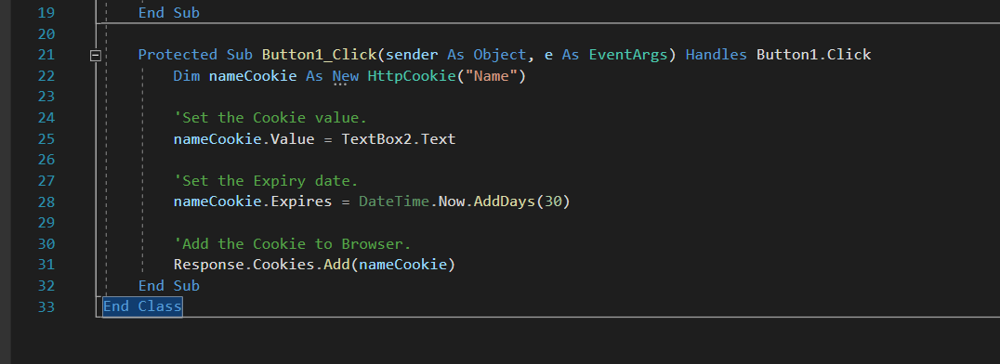 19 End Sub
20
21 Protected Sub Button1_Click(sender As Object, e As EventArgs) Handles Button1.Click
22 Dim nameCookie As New HttpCookie("Name")
23
24 'Set the Cookie value.
25 nameCookie.Value = TextBox2.Text
26
27 'Set the Expiry date.
28 nameCookie.Expires = DateTime.Now.AddDays(30)
29
30 'Add the Cookie to Browser.
31 Response.Cookies.Add(nameCookie)
32 End Sub
33 End Class